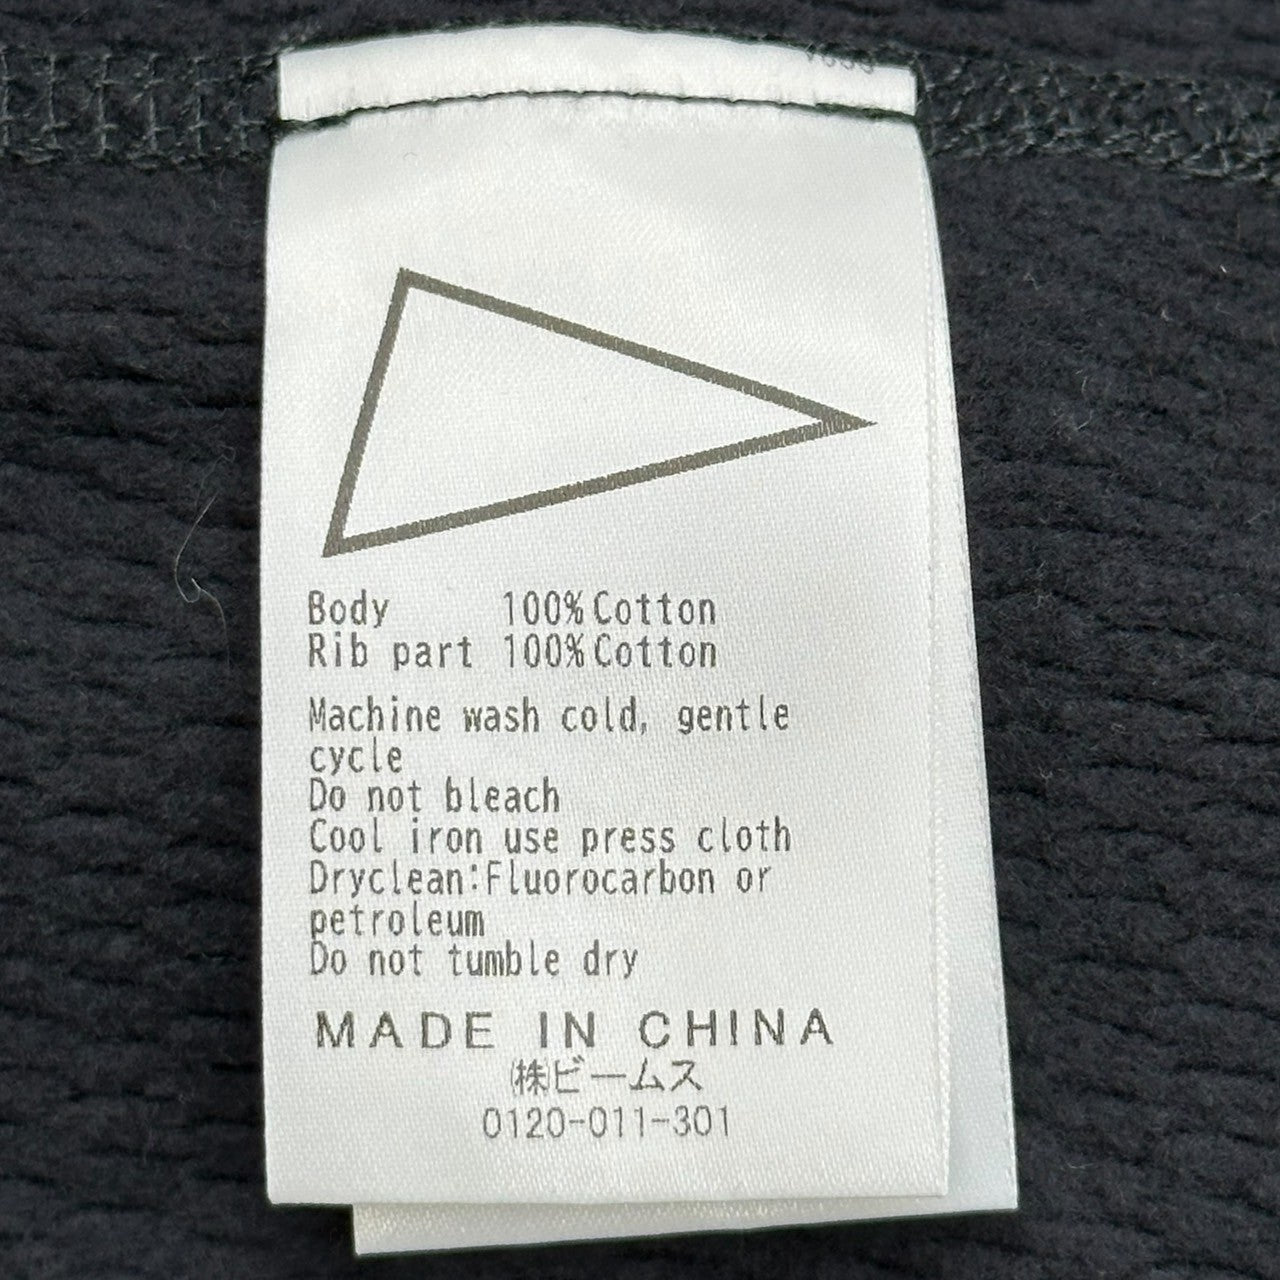 Body 100%Cotton
Rib part 100%Cotton
Machine wash cold, gentle
cycle
Do not bleach
Cool iron use press cloth
Dryclean:Fluorocarbon or
petroleum
Do not tumble dry
MADE IN CHINA
㈱ビームス
0120-011-301